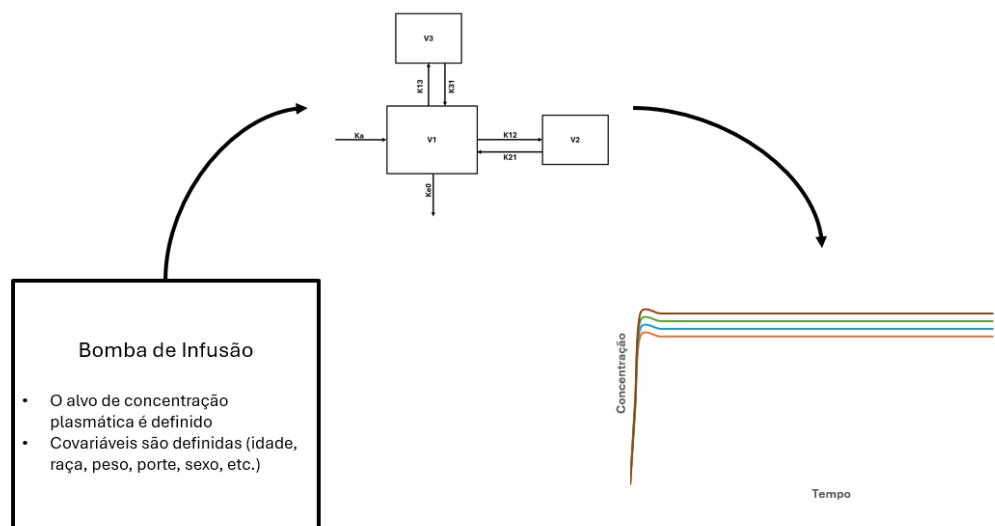 V3
K13
K31
Ka
V1
K12
K21
V2
Ke0
Bomba de Infusão
• O alvo de concentração
plasmática é definido
• Covariáveis são definidas (idade,
raça, peso, porte, sexo, etc.)
Concentração
Tempo